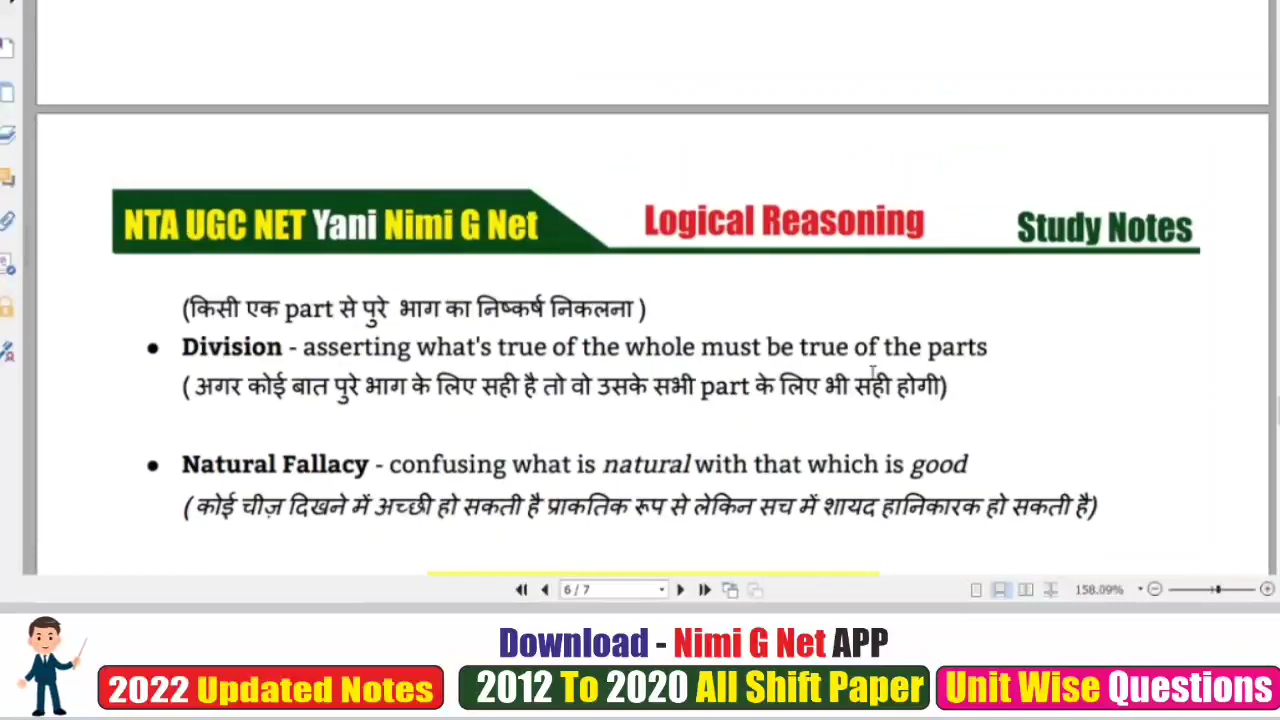 NTA UGC NET Yani Nimi G Net Logical Reasoning Study Notes
(किसी एक part से पुरे भाग का निष्कर्ष निकलना )
● Division - asserting what's true of the whole must be true of the parts
( अगर कोई बात पुरे भाग के लिए सही है तो वो उसके सभी part के लिए भी सही होगी)
● Natural Fallacy - confusing what is natural with that which is good
( कोई चीज़ दिखने में अच्छी हो सकती है प्राकतिक रूप से लेकिन सच में शायद हानिकारक हो सकती है)
6 / 7 158.09%
Download - Nimi G Net APP
2022 Updated Notes 2012 To 2020 All Shift Paper Unit Wise Questions